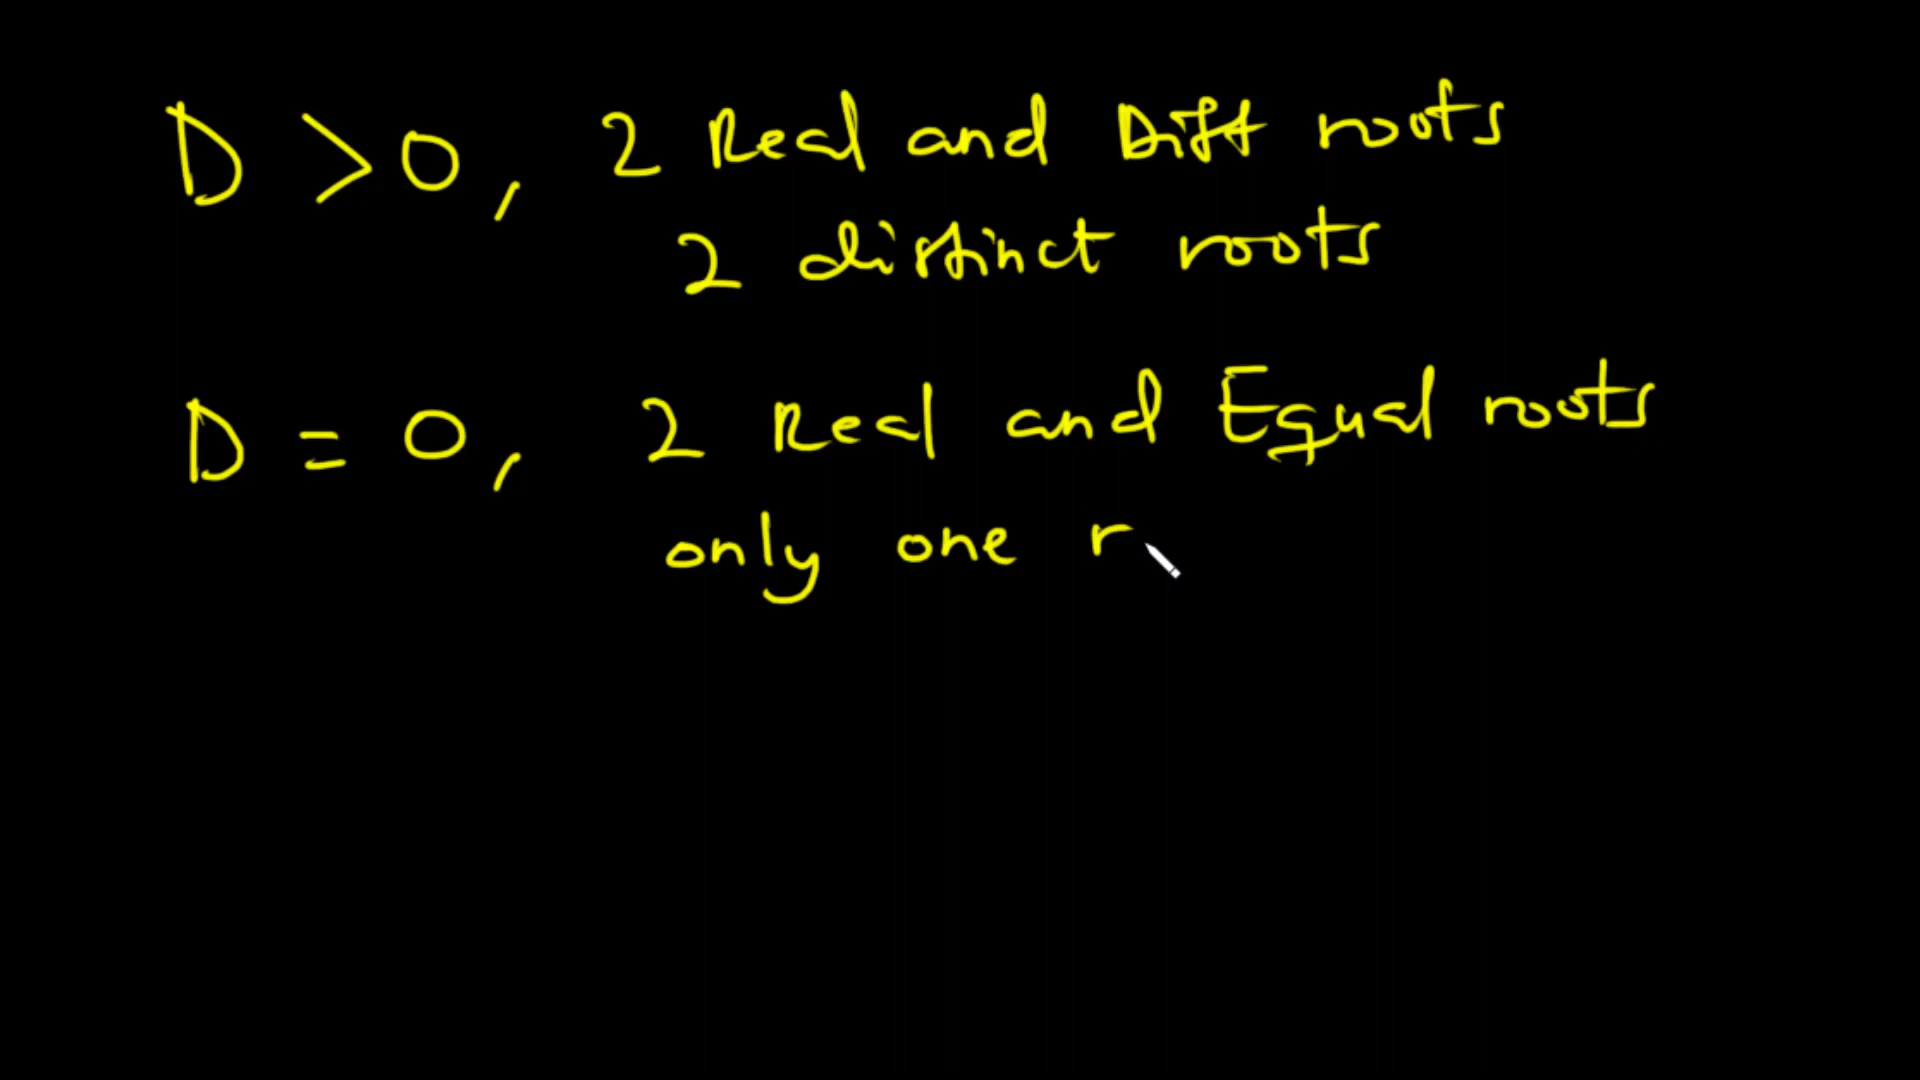 D > 0, 2 Real and Diff roots
2 distinct roots
D = 0, 2 Real and Equal roots
only one r